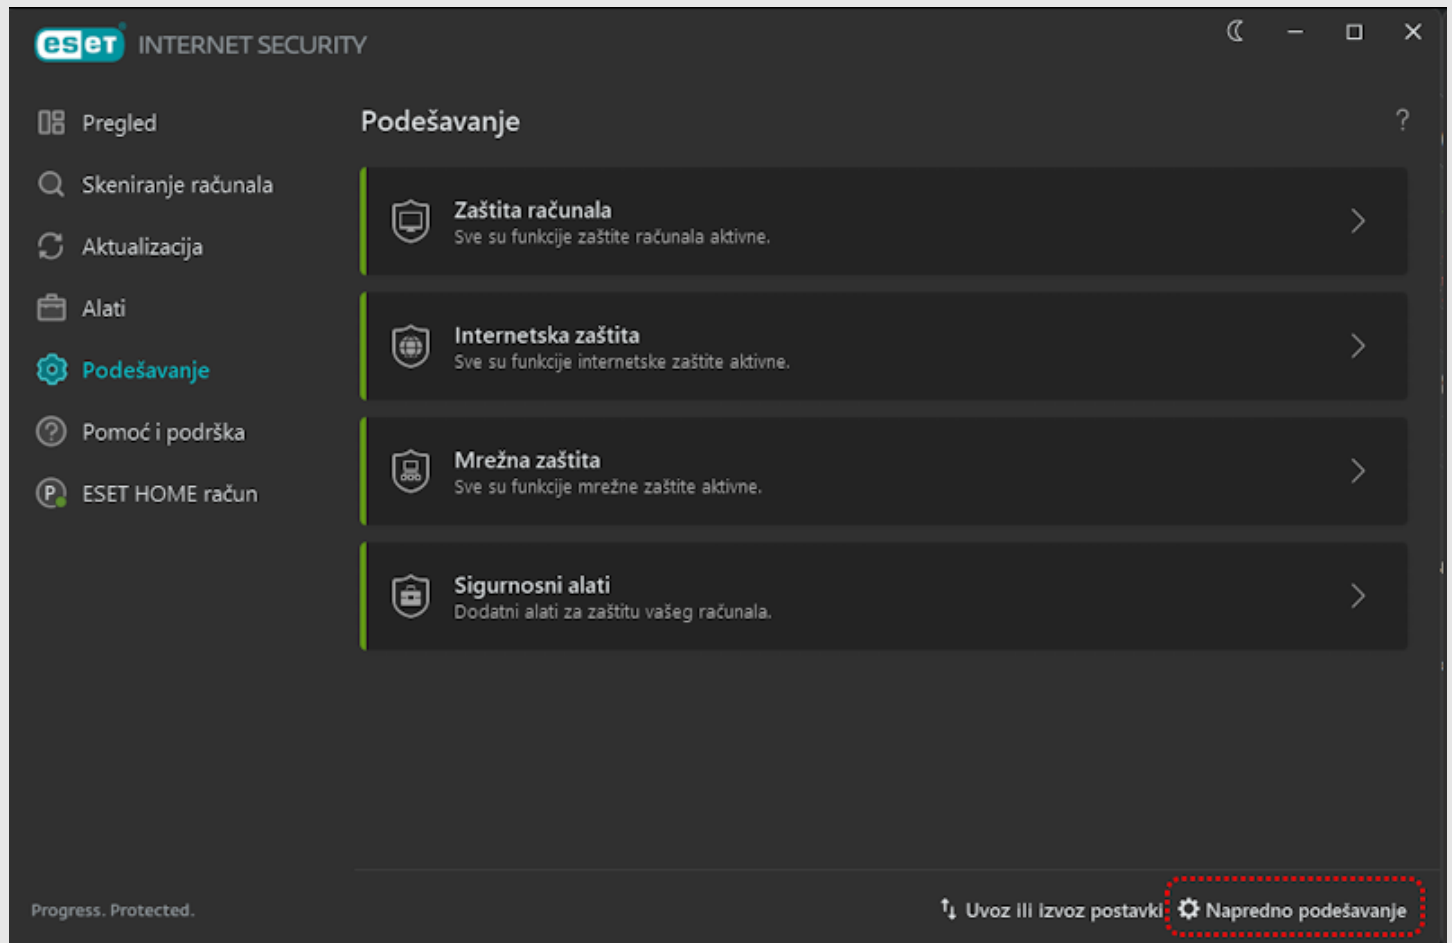 eset INTERNET SECURITY
Pregled
Skeniranje računala
Aktualizacija
Alati
Podešavanje
Pomoć i podrška
P
ESET HOME račun
Podešavanje
?
Zaštita računala
Sve su funkcije zaštite računala aktivne.
Internetska zaštita
Sve su funkcije internetske zaštite aktivne.
Mrežna zaštita
Sve su funkcije mrežne zaštite aktivne.
Sigurnosni alati
Dodatni alati za zaštitu vašeg računala.
Progress. Protected.
Uvoz ili izvoz postavki
Napredno podešavanje